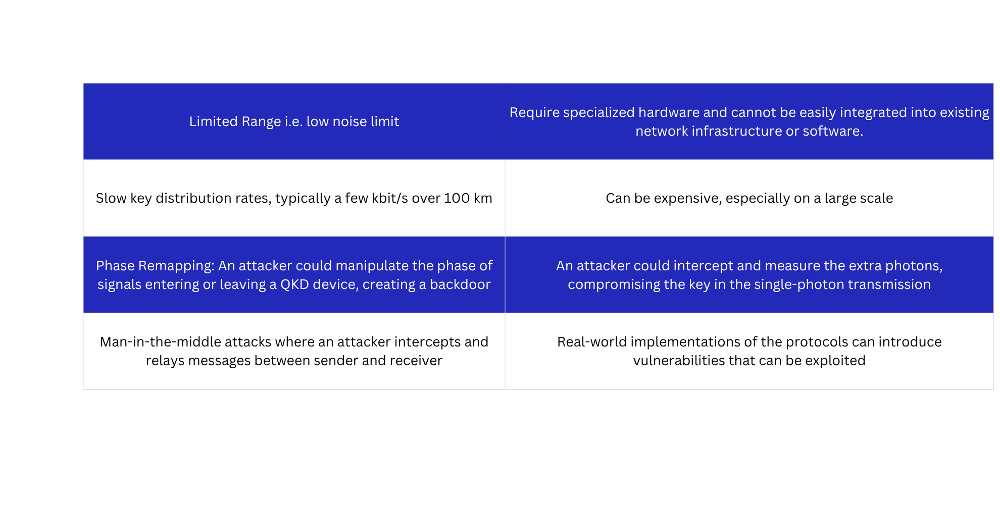 Limited Range i.e. low noise limit
Require specialized hardware and cannot be easily integrated into existing
network infrastructure or software.
Slow key distribution rates, typically a few kbit/s over 100 km
Can be expensive, especially on a large scale
Phase Remapping: An attacker could manipulate the phase of
signals entering or leaving a QKD device, creating a backdoor
An attacker could intercept and measure the extra photons,
compromising the key in the single-photon transmission
Man-in-the-middle attacks where an attacker intercepts and
relays messages between sender and receiver
Real-world implementations of the protocols can introduce
vulnerabilities that can be exploited